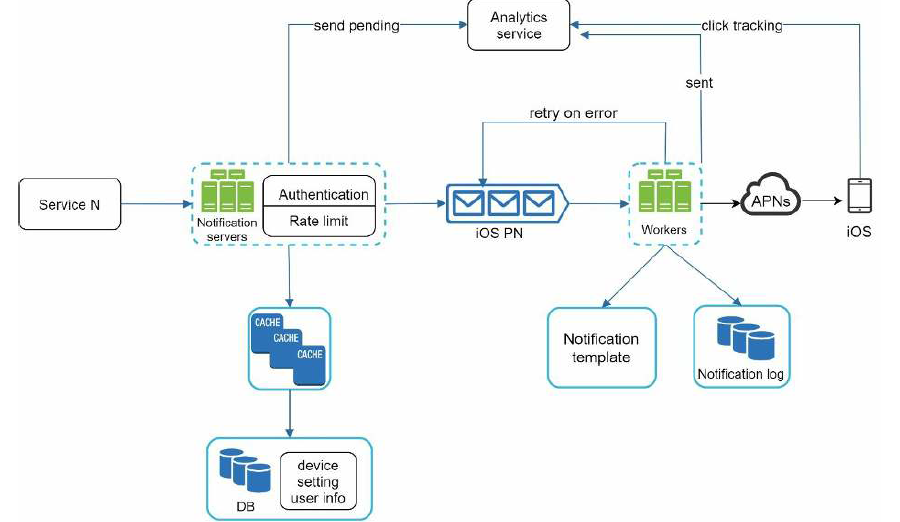 send pending
Analytics
service
click tracking
sent
retry on error
Service N
Notification
servers
Authentication
Rate limit
iOS PN
Workers
APNs
iOS
CACHE
CACHE
CACHE
Notification
template
Notification log
DB
device
setting
user info